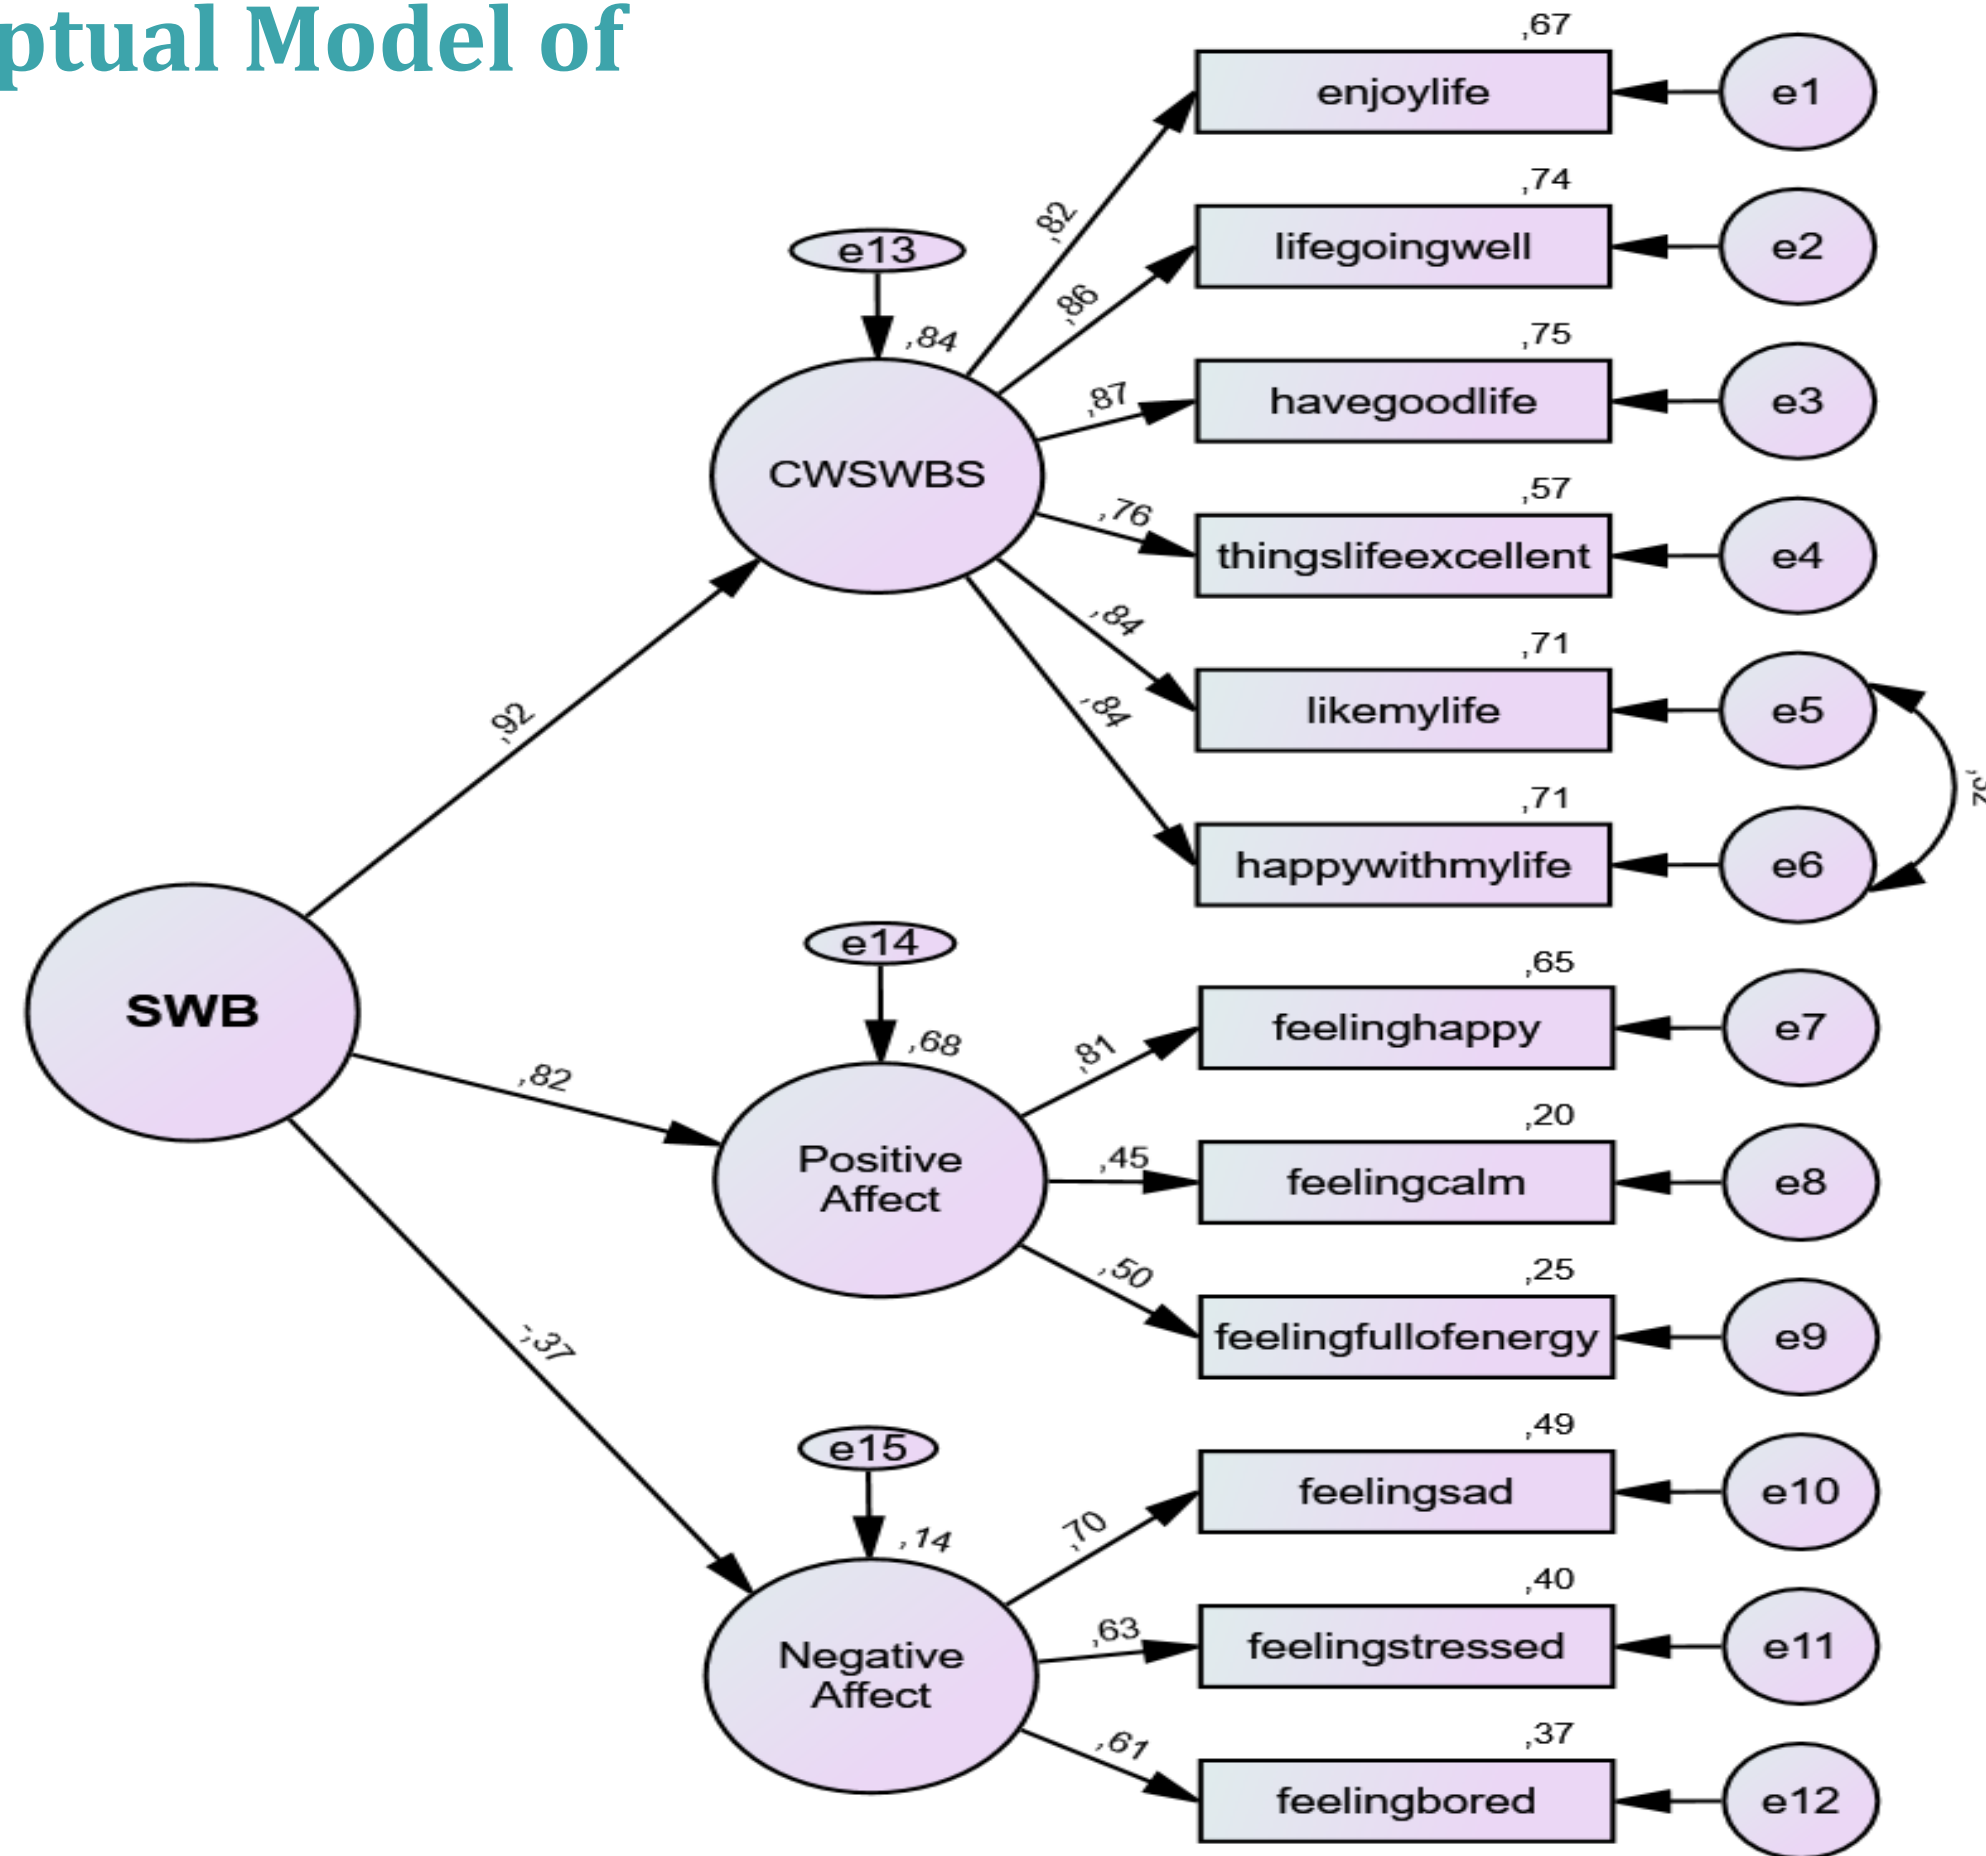 ptual Model of
,67
enjoylife
e1
,82
,74
lifegoingwell
e2
e13
,86
,84
,75
havegoodlife
e3
,87
CWSWBS
,57
thingslifeexcellent
e4
,76
,71
likemylife
e5
,84
,84
,71
happywithmylife
e6
,92
SWB
e14
,65
feelinghappy
e7
,68
,81
,82
Positive
Affect
,20
feelingcalm
e8
,45
,25
feelingfullofenergy
e9
,50
-,37
e15
,49
feelingsad
e10
,14
,70
Negative
Affect
,40
feelingstressed
e11
,63
,37
feelingbored
e12
,61